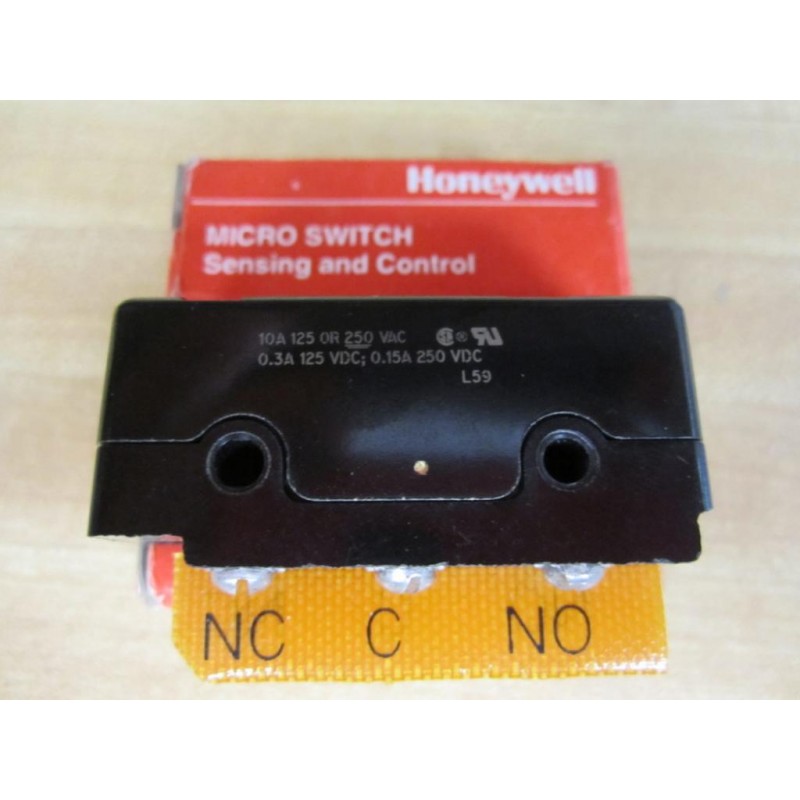 Honeywell
MICRO SWITCH
Sensing and Control
10A 125 OR 250 VAC
0.3A 125 VDC; 0.15A 250 VDC
L59
NC C NO